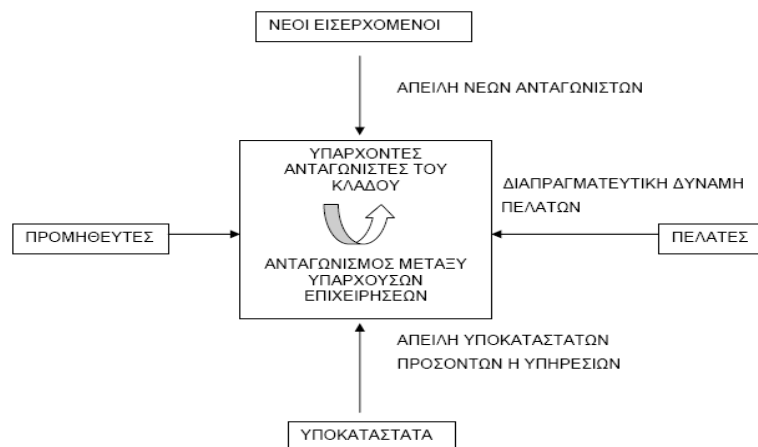 ΝΕΟΙ ΕΙΣΕΡΧΟΜΕΝΟΙ
ΑΠΕΙΛΗ ΝΕΩΝ ΑΝΤΑΓΩΝΙΣΤΩΝ
ΥΠΑΡΧΟΝΤΕΣ
ΑΝΤΑΓΩΝΙΣΤΕΣ ΤΟΥ
ΚΛΑΔΟΥ
ΔΙΑΠΡΑΓΜΑΤΕΥΤΙΚΗ ΔΥΝΑΜΗ
ΠΕΛΑΤΩΝ
ΠΡΟΜΗΘΕΥΤΕΣ
ΠΕΛΑΤΕΣ
ΑΝΤΑΓΩΝΙΣΜΟΣ ΜΕΤΑΞΥ
ΥΠΑΡΧΟΥΣΩΝ
ΕΠΙΧΕΙΡΗΣΕΩΝ
ΑΠΕΙΛΗ ΥΠΟΚΑΤΑΣΤΑΤΩΝ
ΠΡΟΣΟΝΤΩΝ Η ΥΠΗΡΕΣΙΩΝ
ΥΠΟΚΑΤΑΣΤΑΤΑ